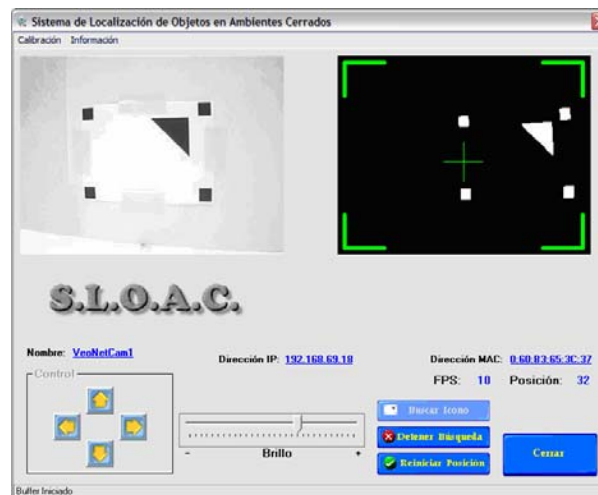 Sistema de Localización de Objetos en Ambientes Cerrados
Calibración Información
S.L.O.A.C.
Nombre: VeoNetCam1
Dirección IP: 192.168.69.18
Dirección MAC: 0:60:B3:65:3C:37
FPS: 10 Posición: 32
Control
Buscar Icono
Detener Búsqueda
Cerrar
- Brillo +
Reiniciar Posición
Buffer Iniciado